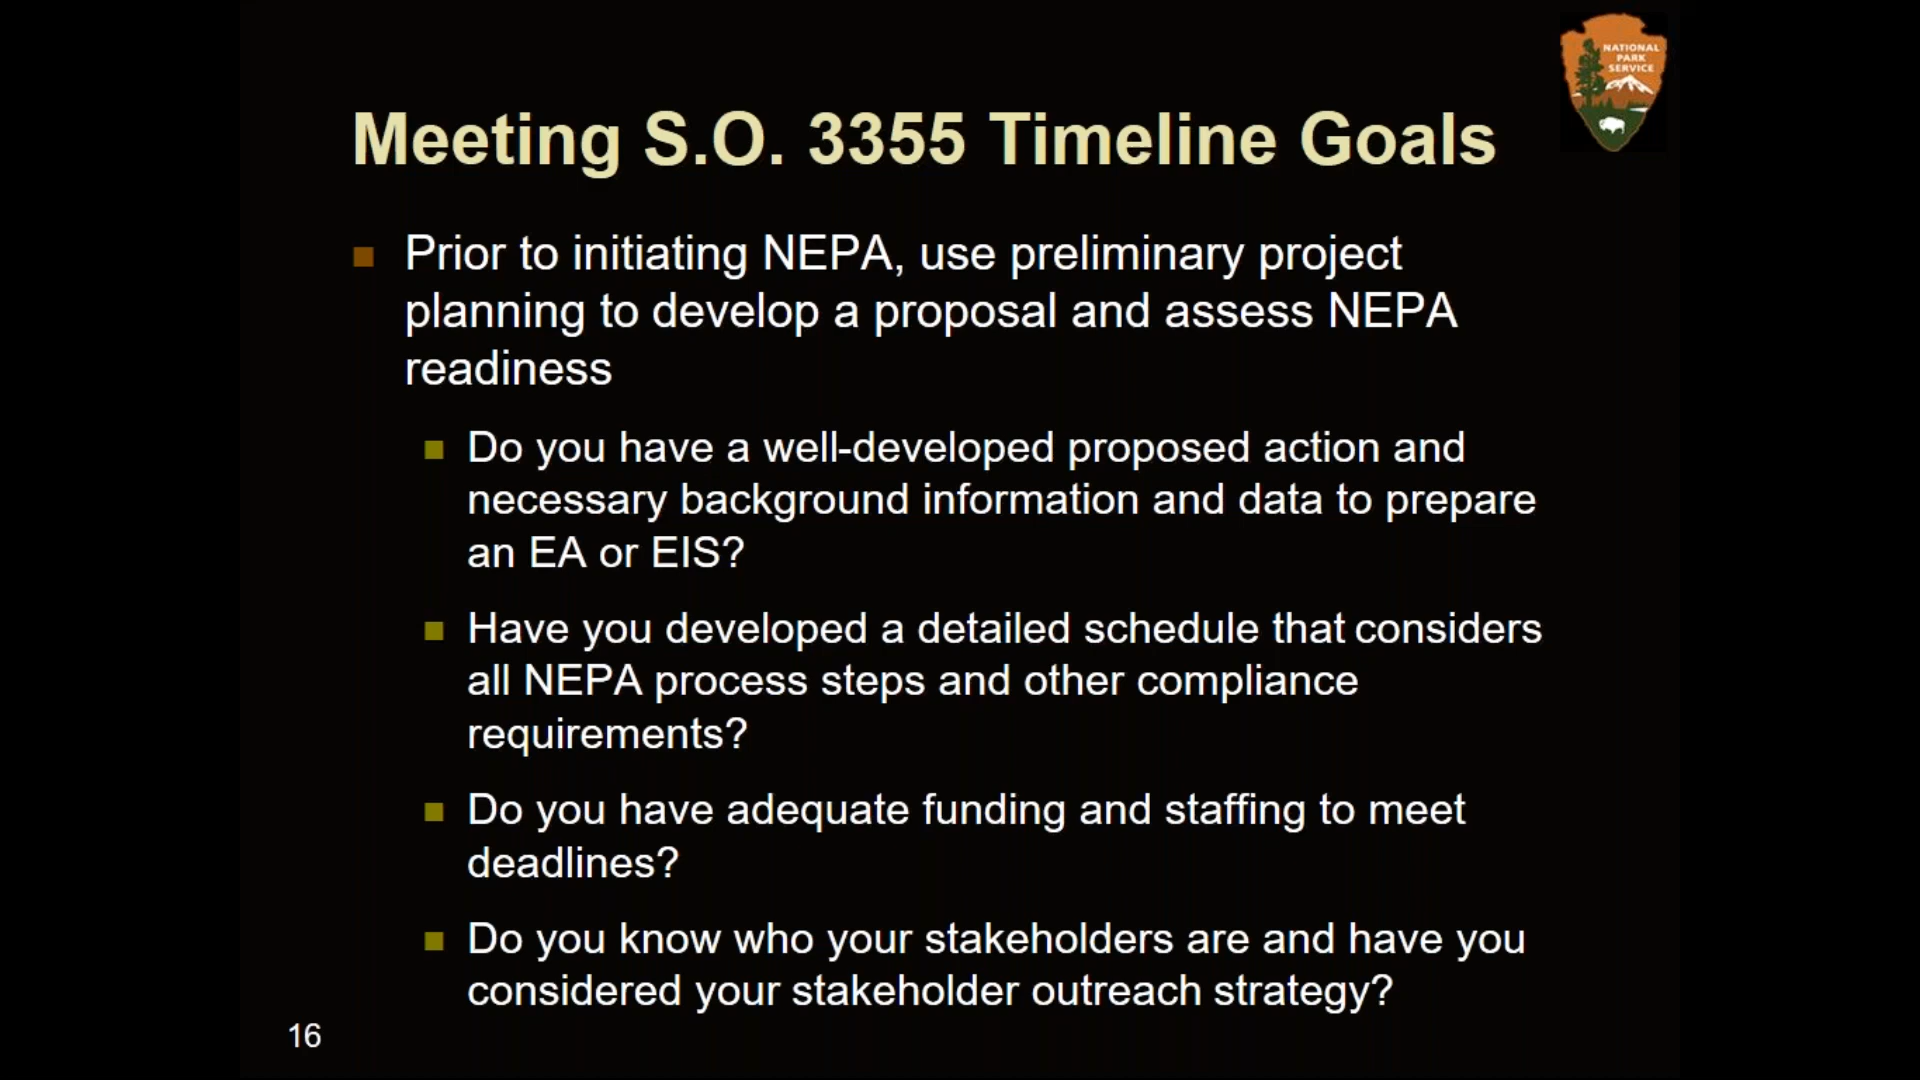 NATIONAL
PARK
SERVICE
Meeting S.O. 3355 Timeline Goals
Prior to initiating NEPA, use preliminary project
planning to develop a proposal and assess NEPA
readiness
Do you have a well-developed proposed action and
necessary background information and data to prepare
an EA or EIS?
Have you developed a detailed schedule that considers
all NEPA process steps and other compliance
requirements?
Do you have adequate funding and staffing to meet
deadlines?
Do you know who your stakeholders are and have you
considered your stakeholder outreach strategy?
16